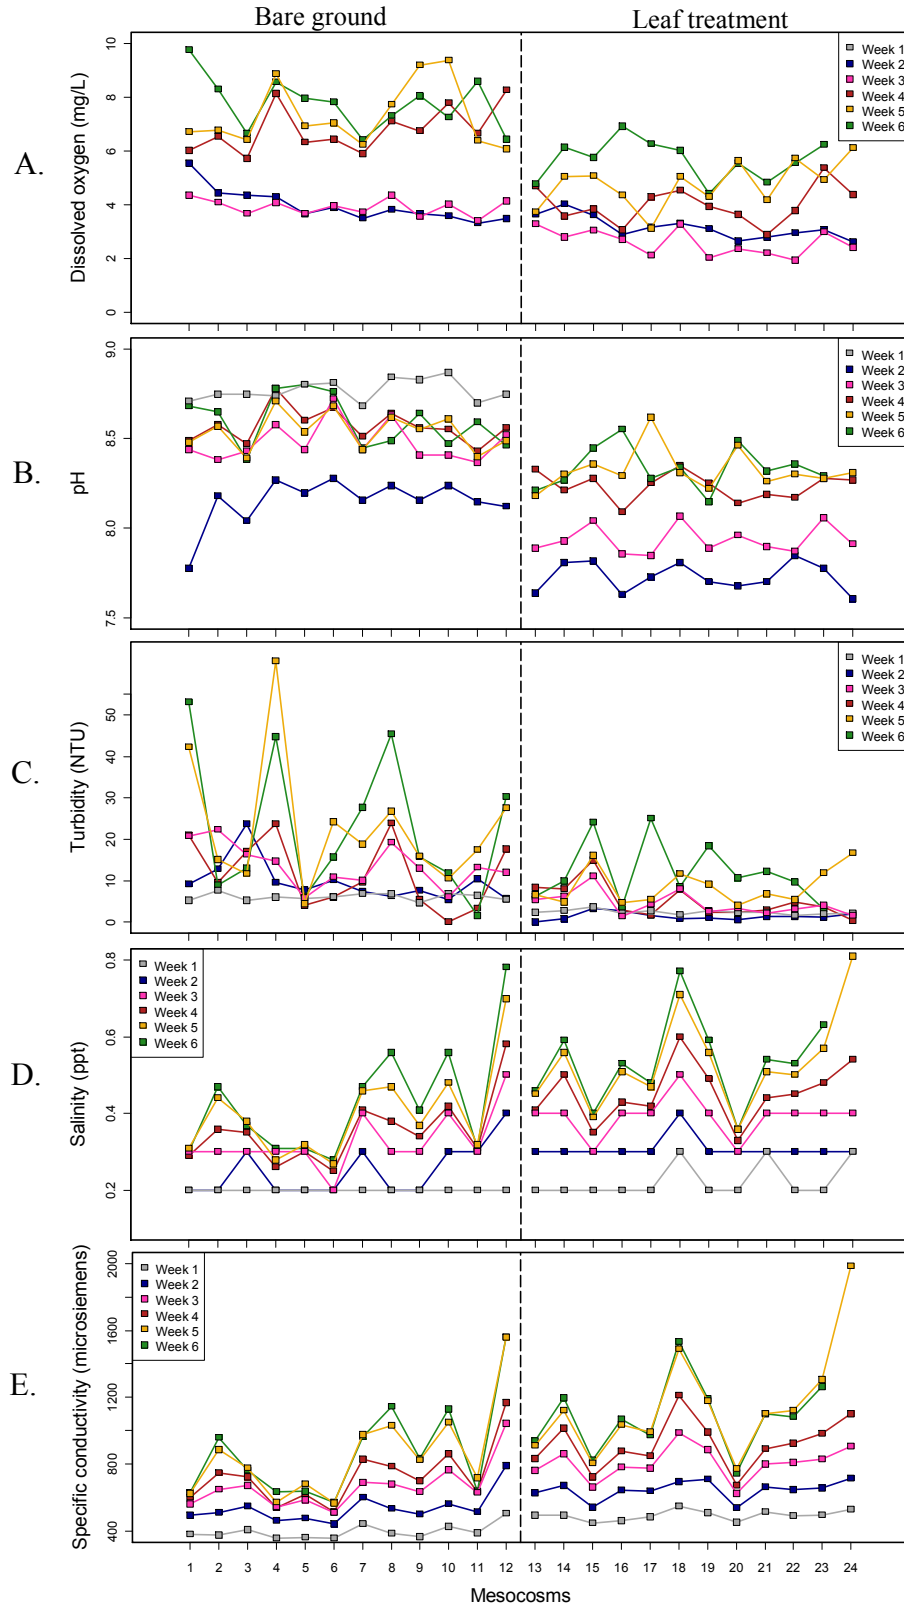 Bare ground
Leaf treatment
A.
Dissolved oxygen (mg/L)
10
8
6
4
2
0
Week 1
Week 2
Week 3
Week 4
Week 5
Week 6
B.
pH
9.0
8.5
8.0
7.5
Week 1
Week 2
Week 3
Week 4
Week 5
Week 6
C.
Turbidity (NTU)
50
40
30
20
10
0
Week 1
Week 2
Week 3
Week 4
Week 5
Week 6
D.
Salinity (ppt)
0.8
0.6
0.4
0.2
Week 1
Week 2
Week 3
Week 4
Week 5
Week 6
E.
Specific conductivity (microsiemens)
2000
1600
1200
800
400
Week 1
Week 2
Week 3
Week 4
Week 5
Week 6
1 2 3 4 5 6 7 8 9 10 11 12 13 14 15 16 17 18 19 20 21 22 23 24
Mesocosms